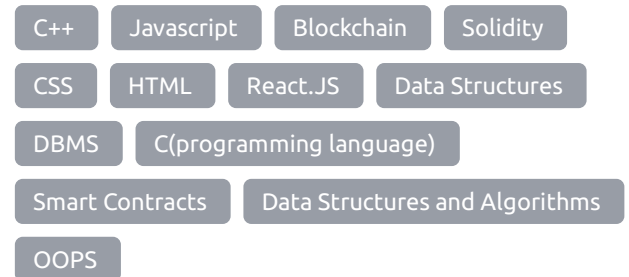 C++ Javascript Blockchain Solidity
CSS HTML React.JS Data Structures
DBMS C(programming language)
Smart Contracts Data Structures and Algorithms
OOPS